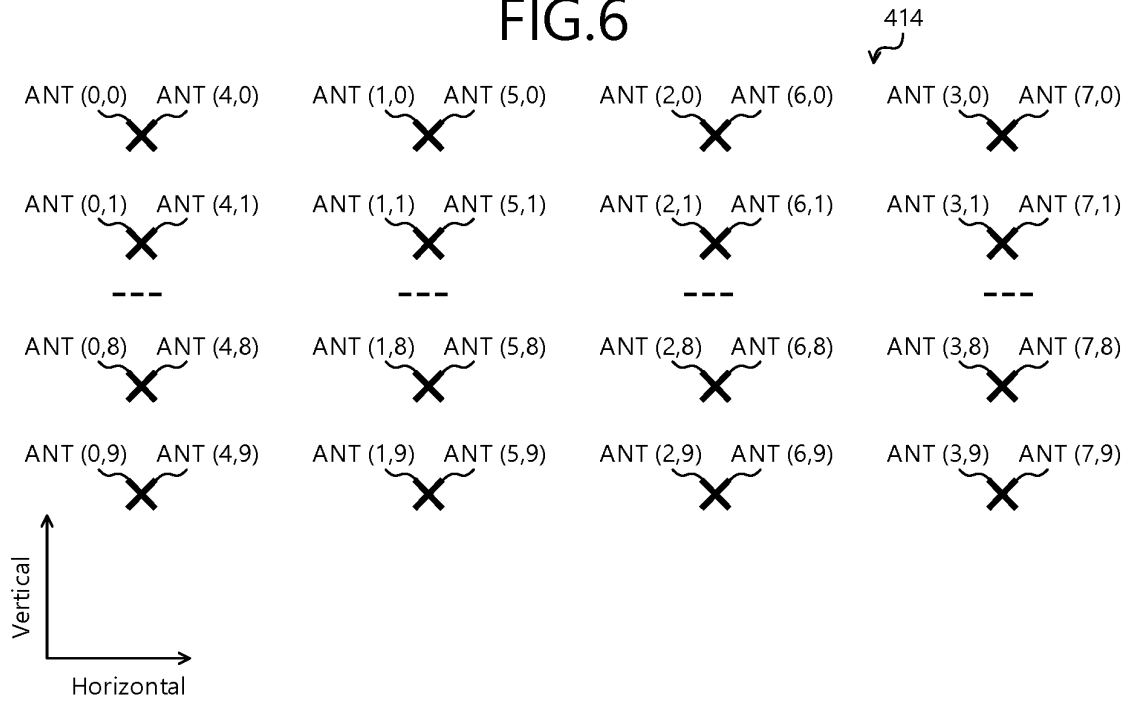 FIG.6
414
ANT (0,0) ANT (4,0) ANT (1,0) ANT (5,0) ANT (2,0) ANT (6,0) ANT (3,0) ANT (7,0)
ANT (0,1) ANT (4,1) ANT (1,1) ANT (5,1) ANT (2,1) ANT (6,1) ANT (3,1) ANT (7,1)
ANT (0,8) ANT (4,8) ANT (1,8) ANT (5,8) ANT (2,8) ANT (6,8) ANT (3,8) ANT (7,8)
ANT (0,9) ANT (4,9) ANT (1,9) ANT (5,9) ANT (2,9) ANT (6,9) ANT (3,9) ANT (7,9)
Vertical
Horizontal